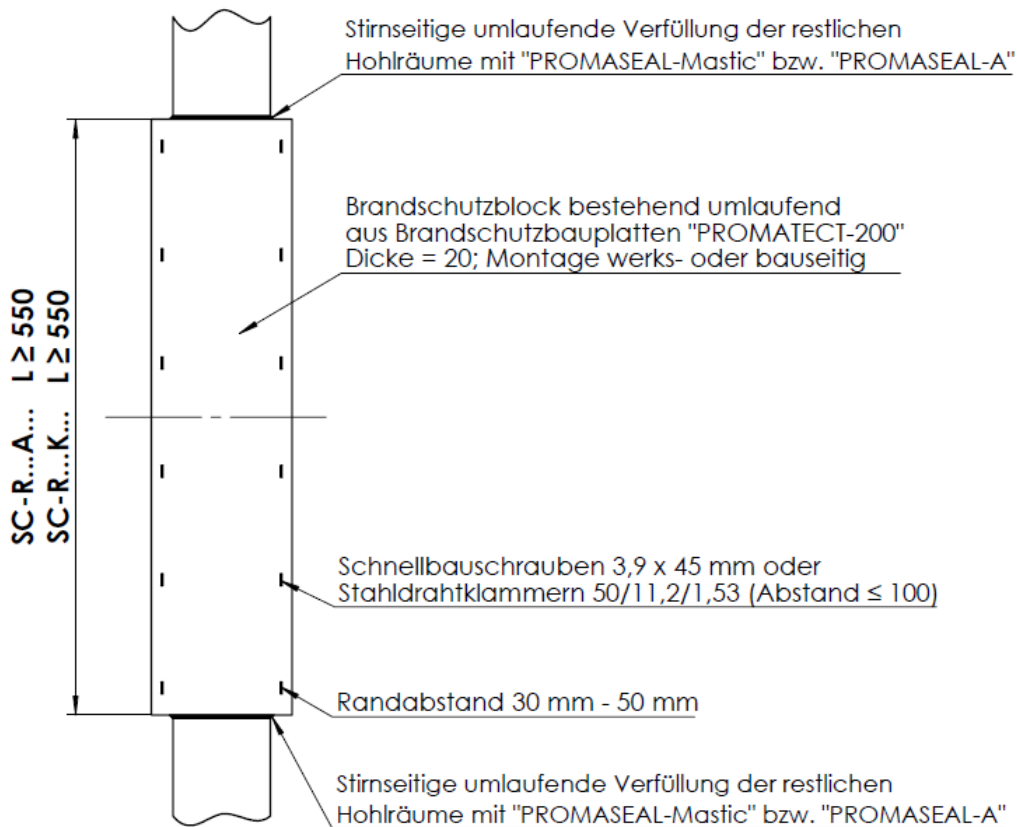 Stirnseitige umlaufende Verfüllung der restlichen
Hohlräume mit "PROMASEAL-Mastic" bzw. "PROMASEAL-A"
Brandschutzblock bestehend umlaufend
aus Brandschutzbauplatten "PROMATECT-200"
Dicke = 20; Montage werks- oder bauseitig
SC-R...A... L ≥ 550
SC-R...K... L ≥ 550
Schnellbauschrauben 3,9 x 45 mm oder
Stahldrahtklammern 50/11,2/1,53 (Abstand ≤ 100)
Randabstand 30 mm - 50 mm
Stirnseitige umlaufende Verfüllung der restlichen
Hohlräume mit "PROMASEAL-Mastic" bzw. "PROMASEAL-A"